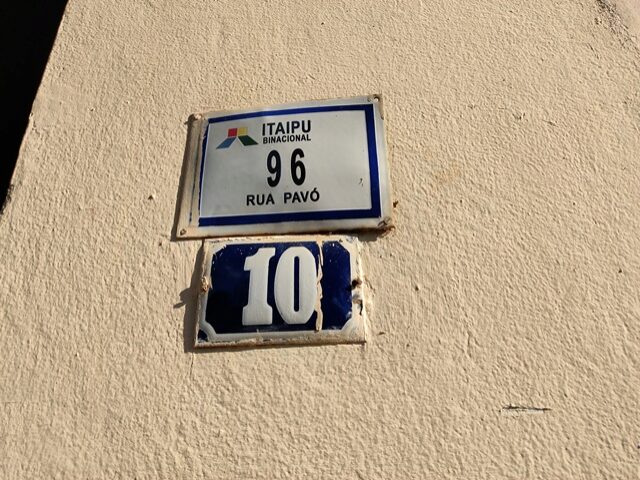 ITAIPU
BINACIONAL
96
RUA PAVÓ
10